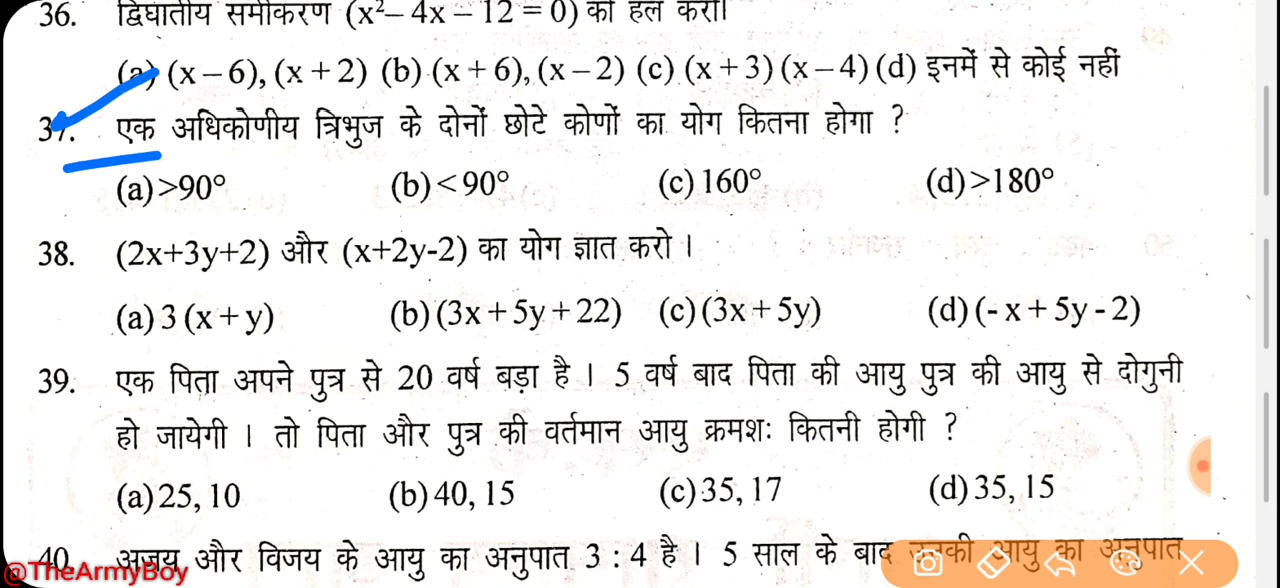 36. द्विघातीय समीकरण (x²– 4x – 12 = 0) को हल करो।
(a) (x – 6), (x + 2) (b) (x + 6), (x – 2) (c) (x + 3) (x – 4) (d) इनमें से कोई नहीं
37. एक अधिकोणीय त्रिभुज के दोनों छोटे कोणों का योग कितना होगा ?
(a) >90° (b) < 90° (c) 160° (d) >180°
38. (2x+3y+2) और (x+2y-2) का योग ज्ञात करो ।
(a) 3 (x + y) (b) (3x + 5y + 22) (c) (3x + 5y) (d) (- x + 5y - 2)
39. एक पिता अपने पुत्र से 20 वर्ष बड़ा है । 5 वर्ष बाद पिता की आयु पुत्र की आयु से दोगुनी
हो जायेगी । तो पिता और पुत्र की वर्तमान आयु क्रमशः कितनी होगी ?
(a) 25, 10 (b) 40, 15 (c) 35, 17 (d) 35, 15
40. अजय और विजय के आयु का अनुपात 3 : 4 है । 5 साल के बाद उनकी आयु का अनुपात
@TheArmyBoy